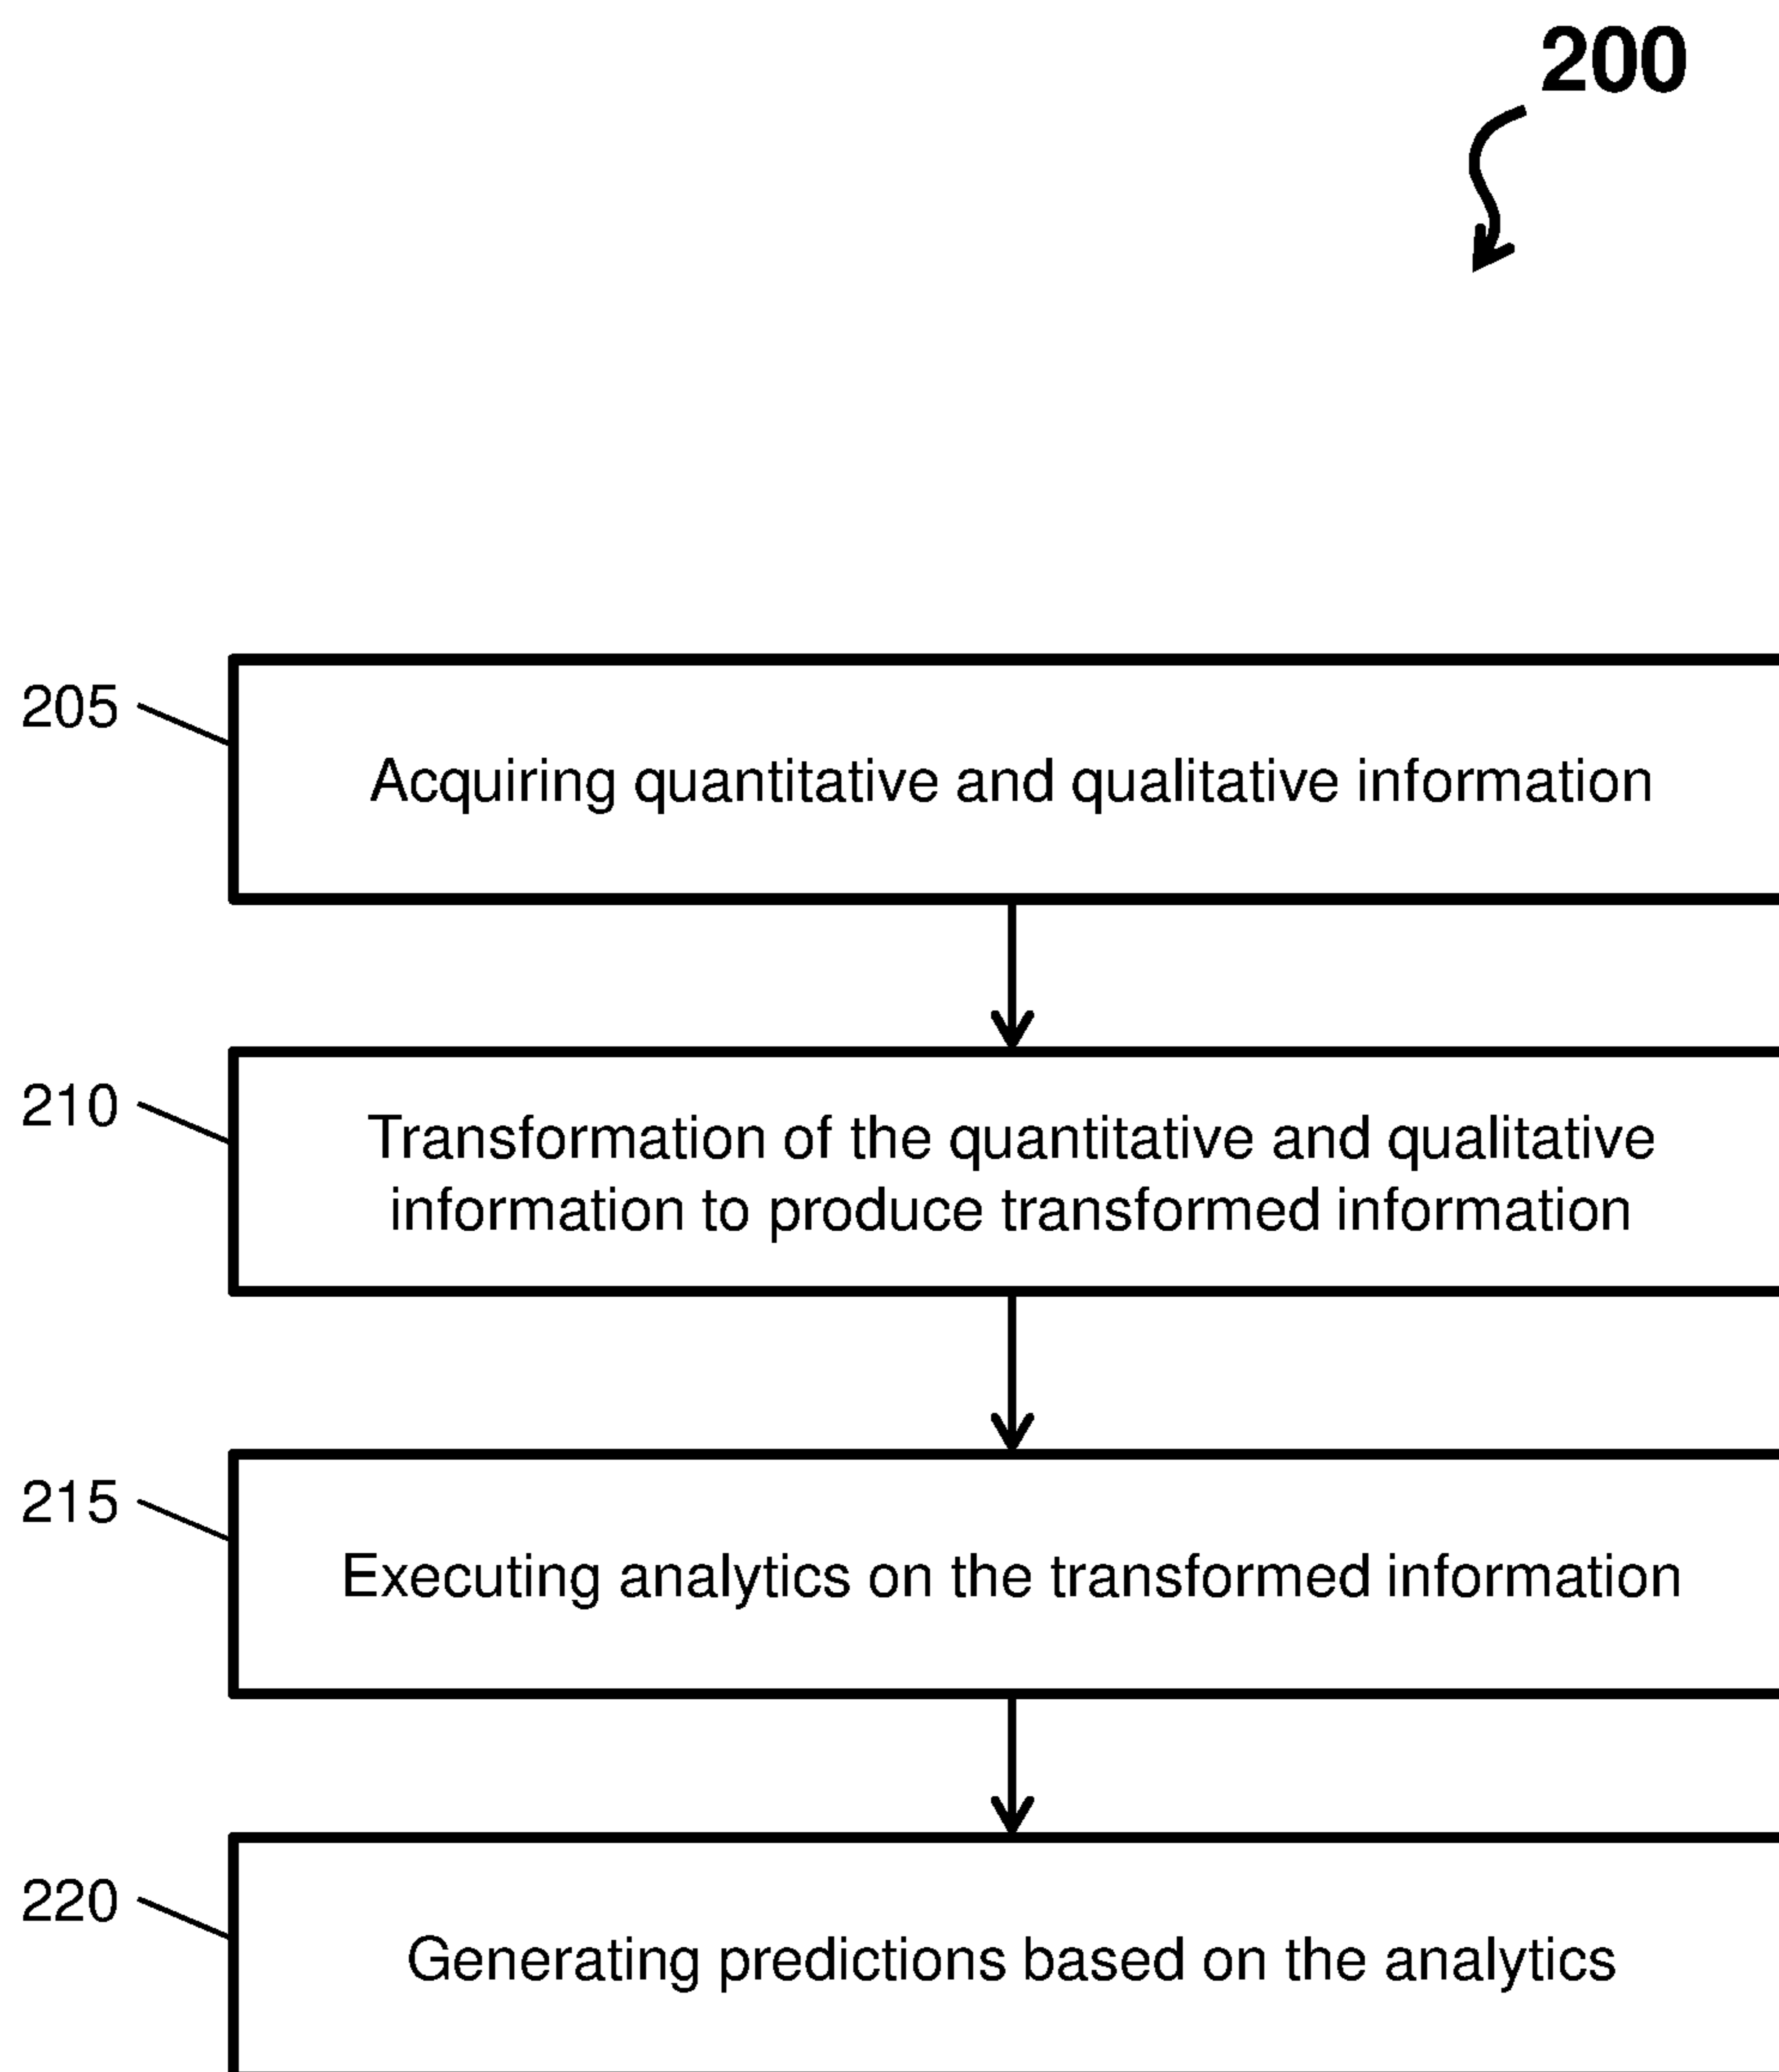 200
205
Acquiring quantitative and qualitative information
210
Transformation of the quantitative and qualitative
information to produce transformed information
215
Executing analytics on the transformed information
220
Generating predictions based on the analytics